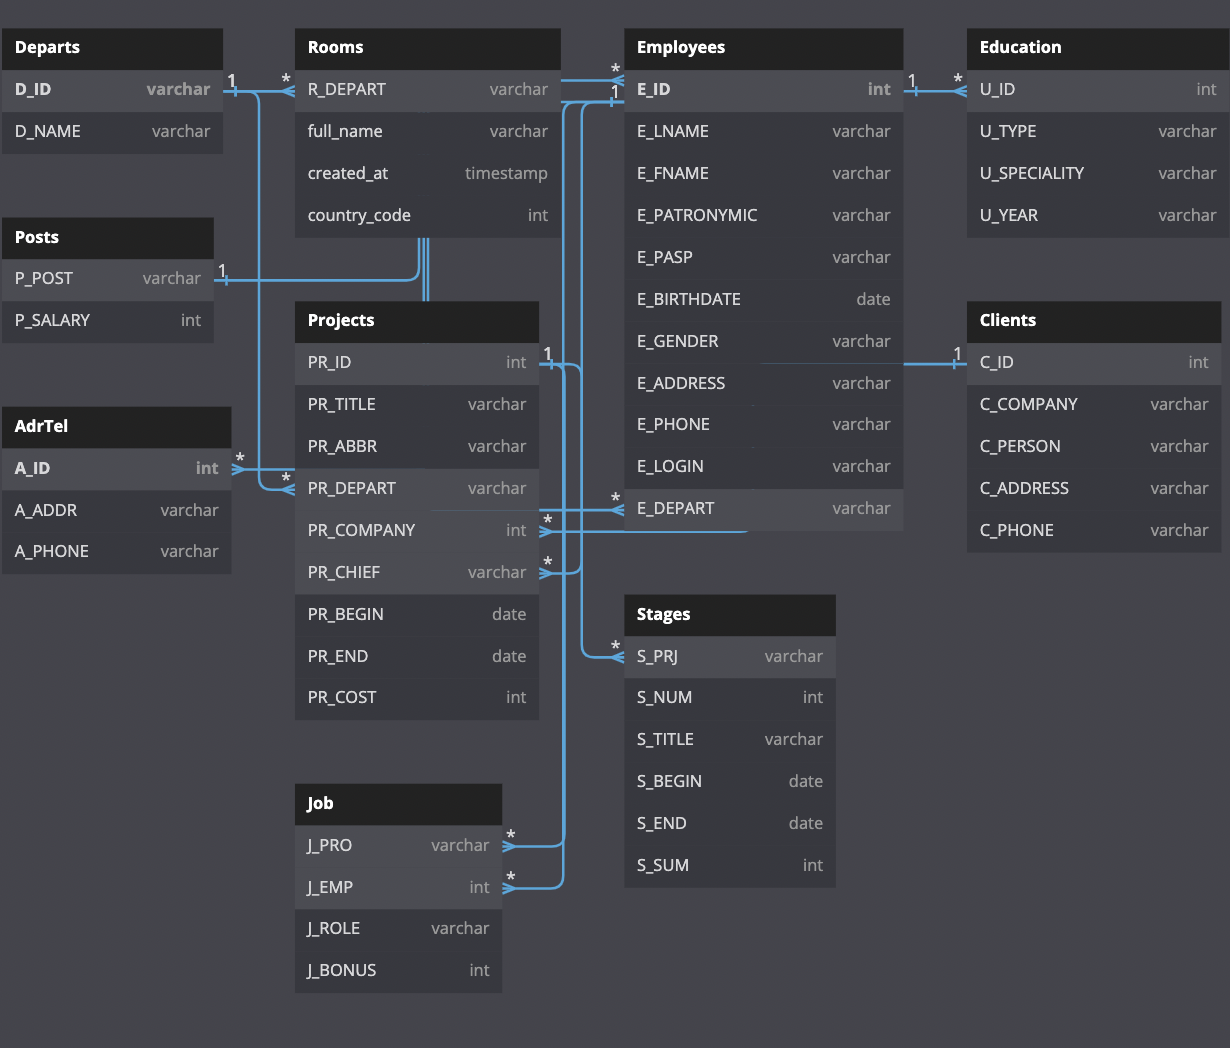 Departs
D_ID varchar
D_NAME varchar
Rooms
R_DEPART varchar
full_name varchar
created_at timestamp
country_code int
Employees
E_ID int
E_LNAME varchar
E_FNAME varchar
E_PATRONYMIC varchar
E_PASP varchar
E_BIRTHDATE date
E_GENDER varchar
E_ADDRESS varchar
E_PHONE varchar
E_LOGIN varchar
E_DEPART varchar
Education
U_ID int
U_TYPE varchar
U_SPECIALITY varchar
U_YEAR varchar
Posts
P_POST varchar
P_SALARY int
Projects
PR_ID int
PR_TITLE varchar
PR_ABBR varchar
PR_DEPART varchar
PR_COMPANY int
PR_CHIEF varchar
PR_BEGIN date
PR_END date
PR_COST int
Clients
C_ID int
C_COMPANY varchar
C_PERSON varchar
C_ADDRESS varchar
C_PHONE varchar
AdrTel
A_ID int
A_ADDR varchar
A_PHONE varchar
Stages
S_PRJ varchar
S_NUM int
S_TITLE varchar
S_BEGIN date
S_END date
S_SUM int
Job
J_PRO varchar
J_EMP int
J_ROLE varchar
J_BONUS int
1
*
*
1
1
*
1
1
1
*
*
*
*
*
*
*
*